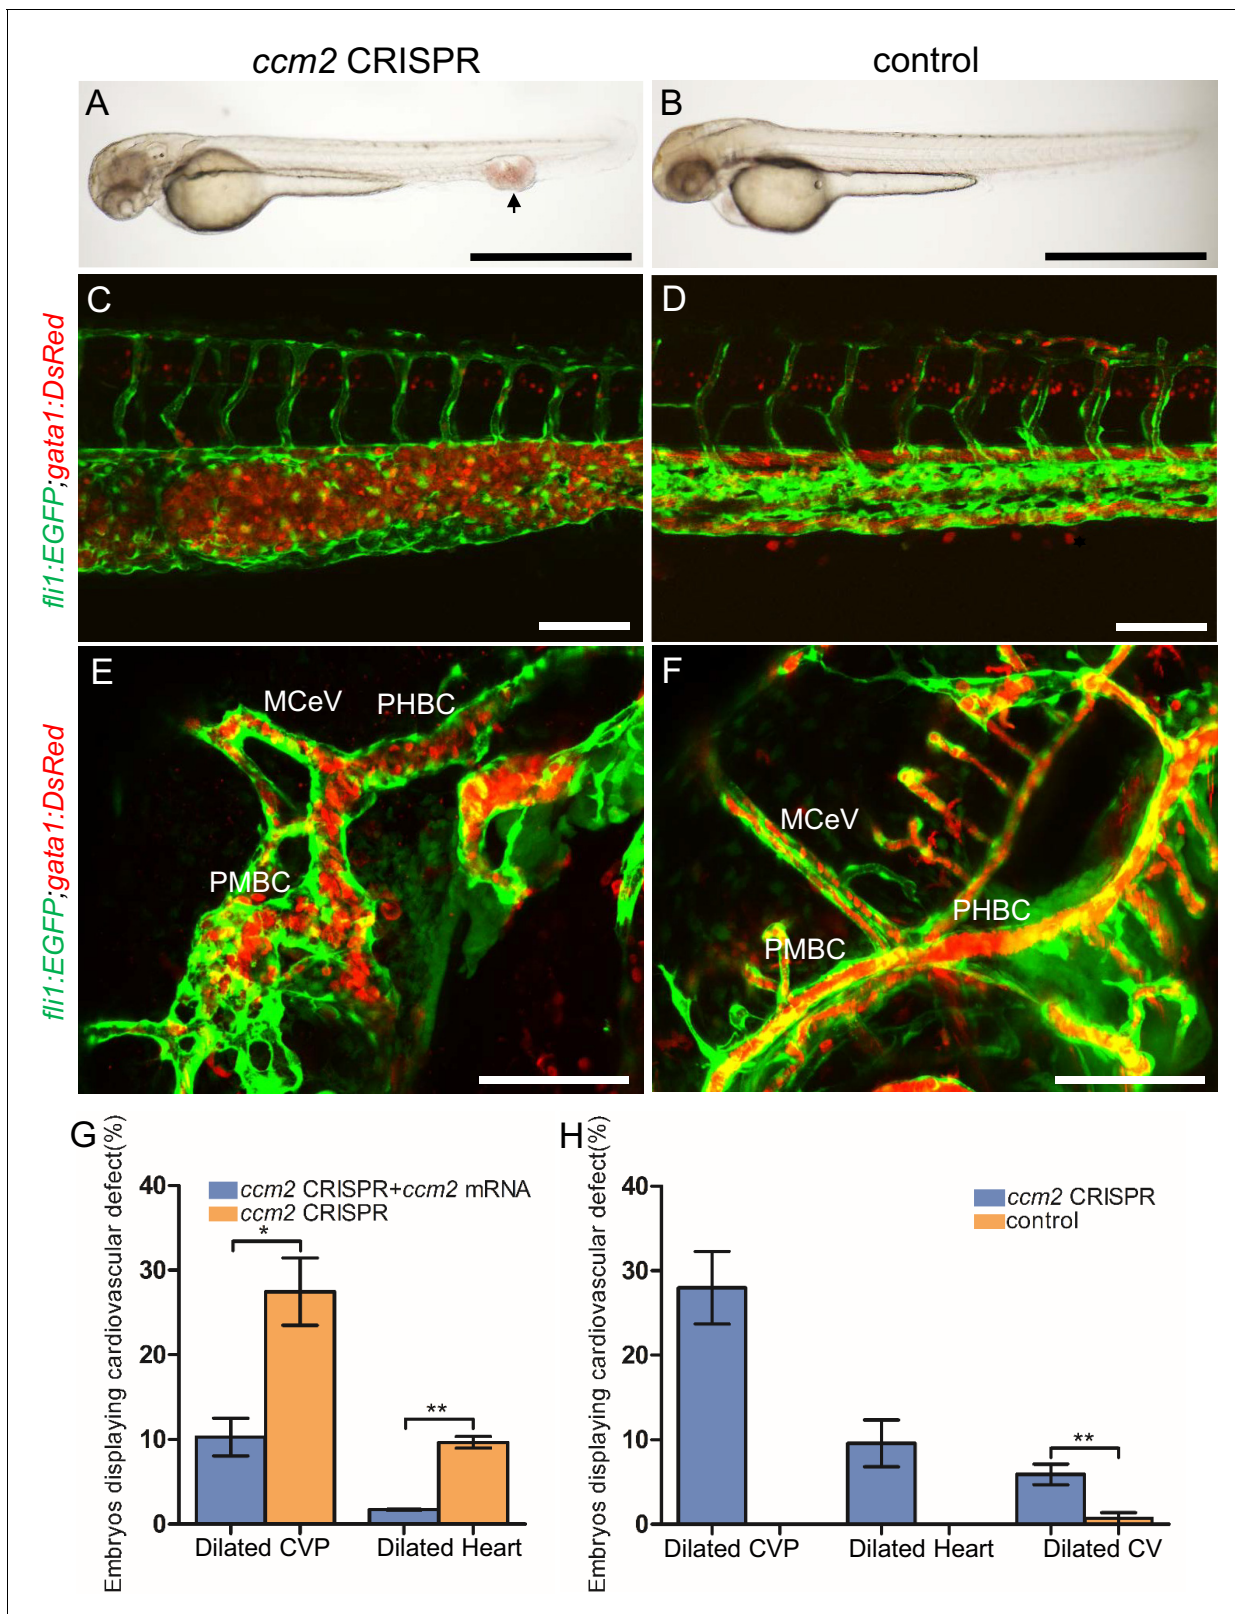 ccm2 CRISPR
control
A
B
fli1:EGFP;gata1:DsRed
C
D
*
fli1:EGFP;gata1:DsRed
E
MCeV
PHBC
PMBC
F
MCeV
PHBC
PMBC
G
Embryos displaying cardiovascular defect(%)
40
30
20
10
0
ccm2 CRISPR+ccm2 mRNA
ccm2 CRISPR
*
**
Dilated CVP
Dilated Heart
H
Embryos displaying cardiovascular defect(%)
40
30
20
10
0
ccm2 CRISPR
control
**
Dilated CVP
Dilated Heart
Dilated CV